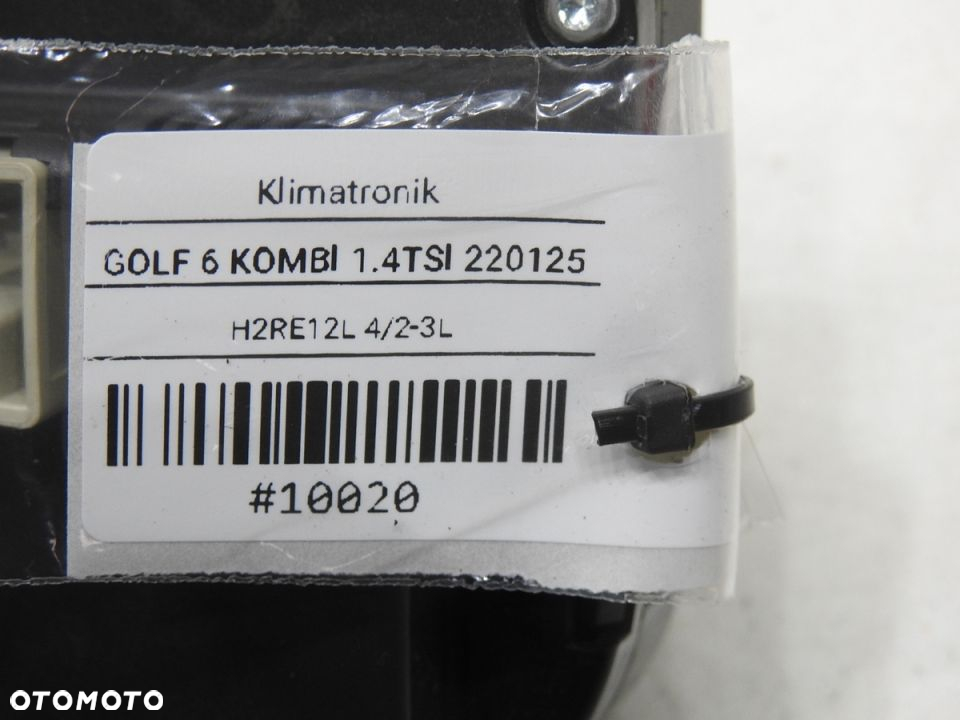 Klimatronik
GOLF 6 KOMBI 1.4TSI 220125
H2RE12L 4/2-3L
#10020
OTOMOTO